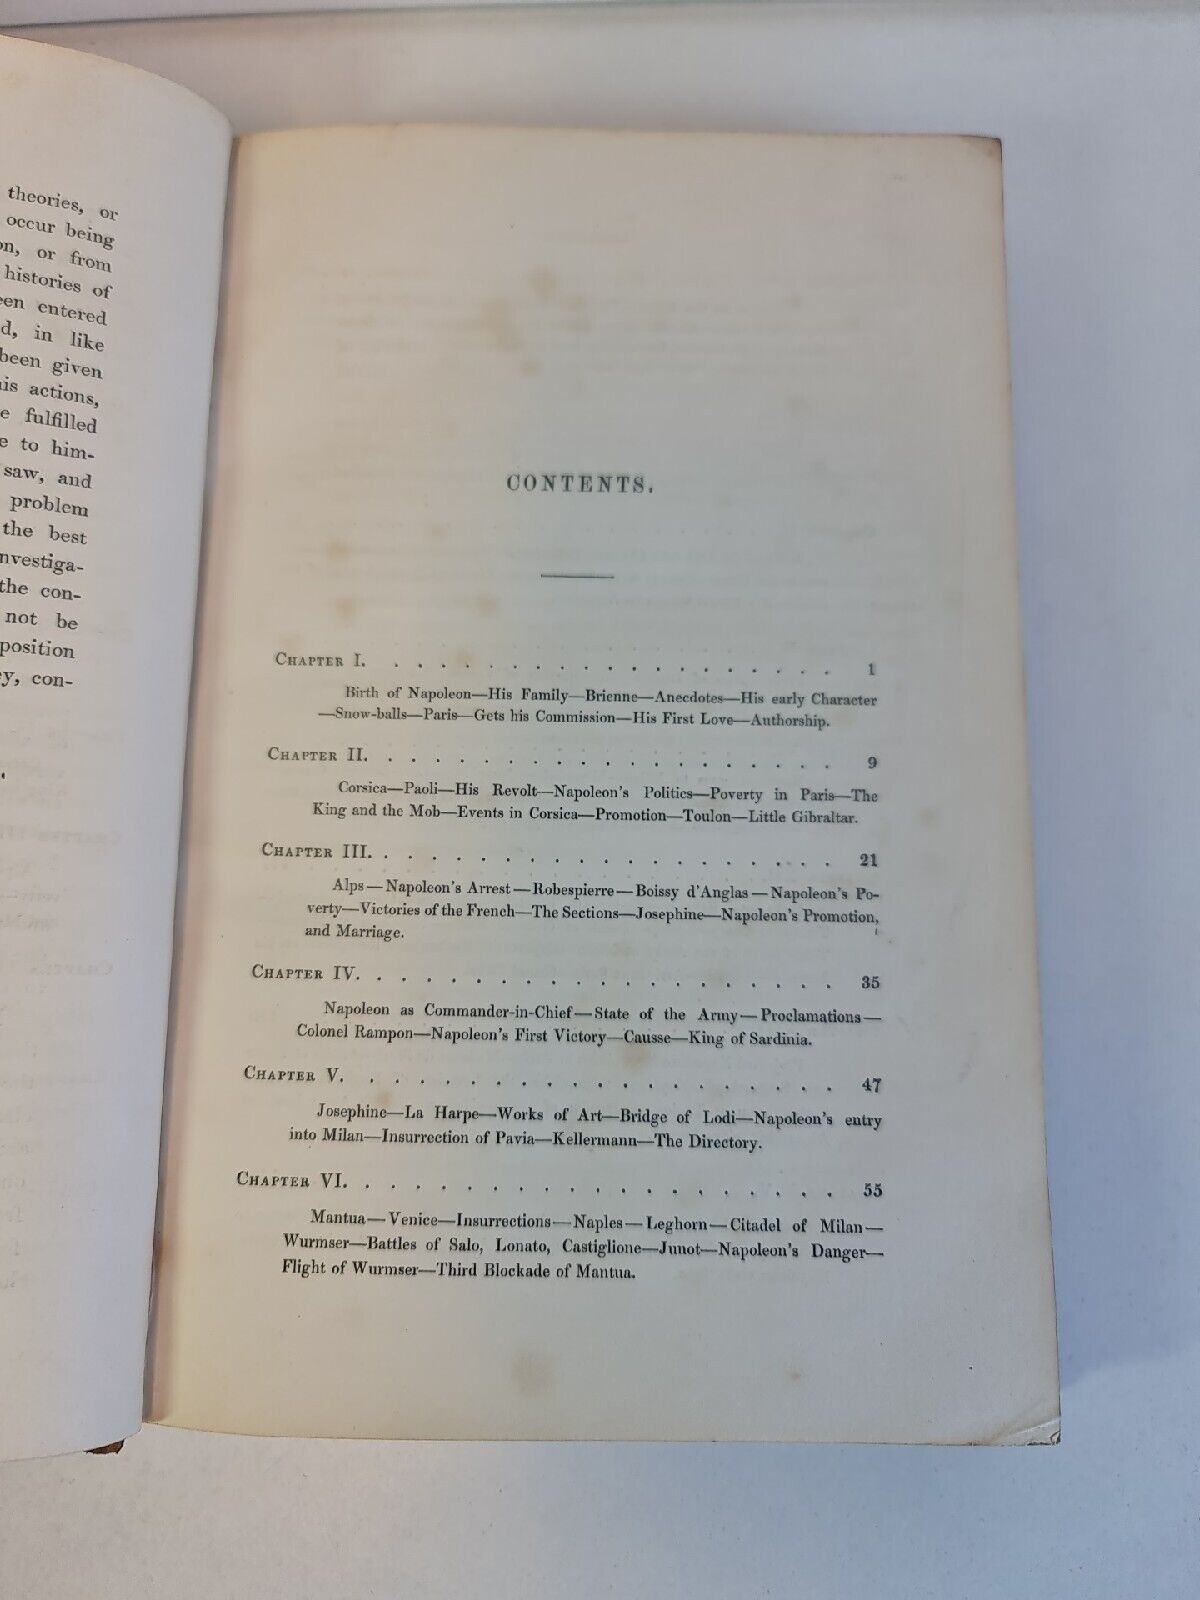 theories, or
occur being
on, or from
histories of
een entered
d, in like
been given
his actions,
e fulfilled
e to him-
saw, and
problem
the best
nvestiga-
the con-
not be
position
y, con-
CONTENTS.
CHAPTER I. . . . . . . . . . . . . . . . . . . 1
Birth of Napoleon—His Family—Brienne—Anecdotes—His early Character
—Snow-balls—Paris—Gets his Commission—His First Love—Authorship.
CHAPTER II. . . . . . . . . . . . . . . . . . . 9
Corsica—Paoli—His Revolt—Napoleon's Politics—Poverty in Paris—The
King and the Mob—Events in Corsica—Promotion—Toulon—Little Gibraltar.
CHAPTER III. . . . . . . . . . . . . . . . . . . 21
Alps—Napoleon's Arrest—Robespierre—Boissy d'Anglas—Napoleon's Po-
verty—Victories of the French—The Sections—Josephine—Napoleon's Promotion,
and Marriage.
CHAPTER IV. . . . . . . . . . . . . . . . . . . 35
Napoleon as Commander-in-Chief—State of the Army—Proclamations—
Colonel Rampon—Napoleon's First Victory—Causse—King of Sardinia.
CHAPTER V. . . . . . . . . . . . . . . . . . . 47
Josephine—La Harpe—Works of Art—Bridge of Lodi—Napoleon's entry
into Milan—Insurrection of Pavia—Kellermann—The Directory.
CHAPTER VI. . . . . . . . . . . . . . . . . . . 55
Mantua—Venice—Insurrections—Naples—Leghorn—Citadel of Milan—
Wurmser—Battles of Salo, Lonato, Castiglione—Junot—Napoleon's Danger—
Flight of Wurmser—Third Blockade of Mantua.